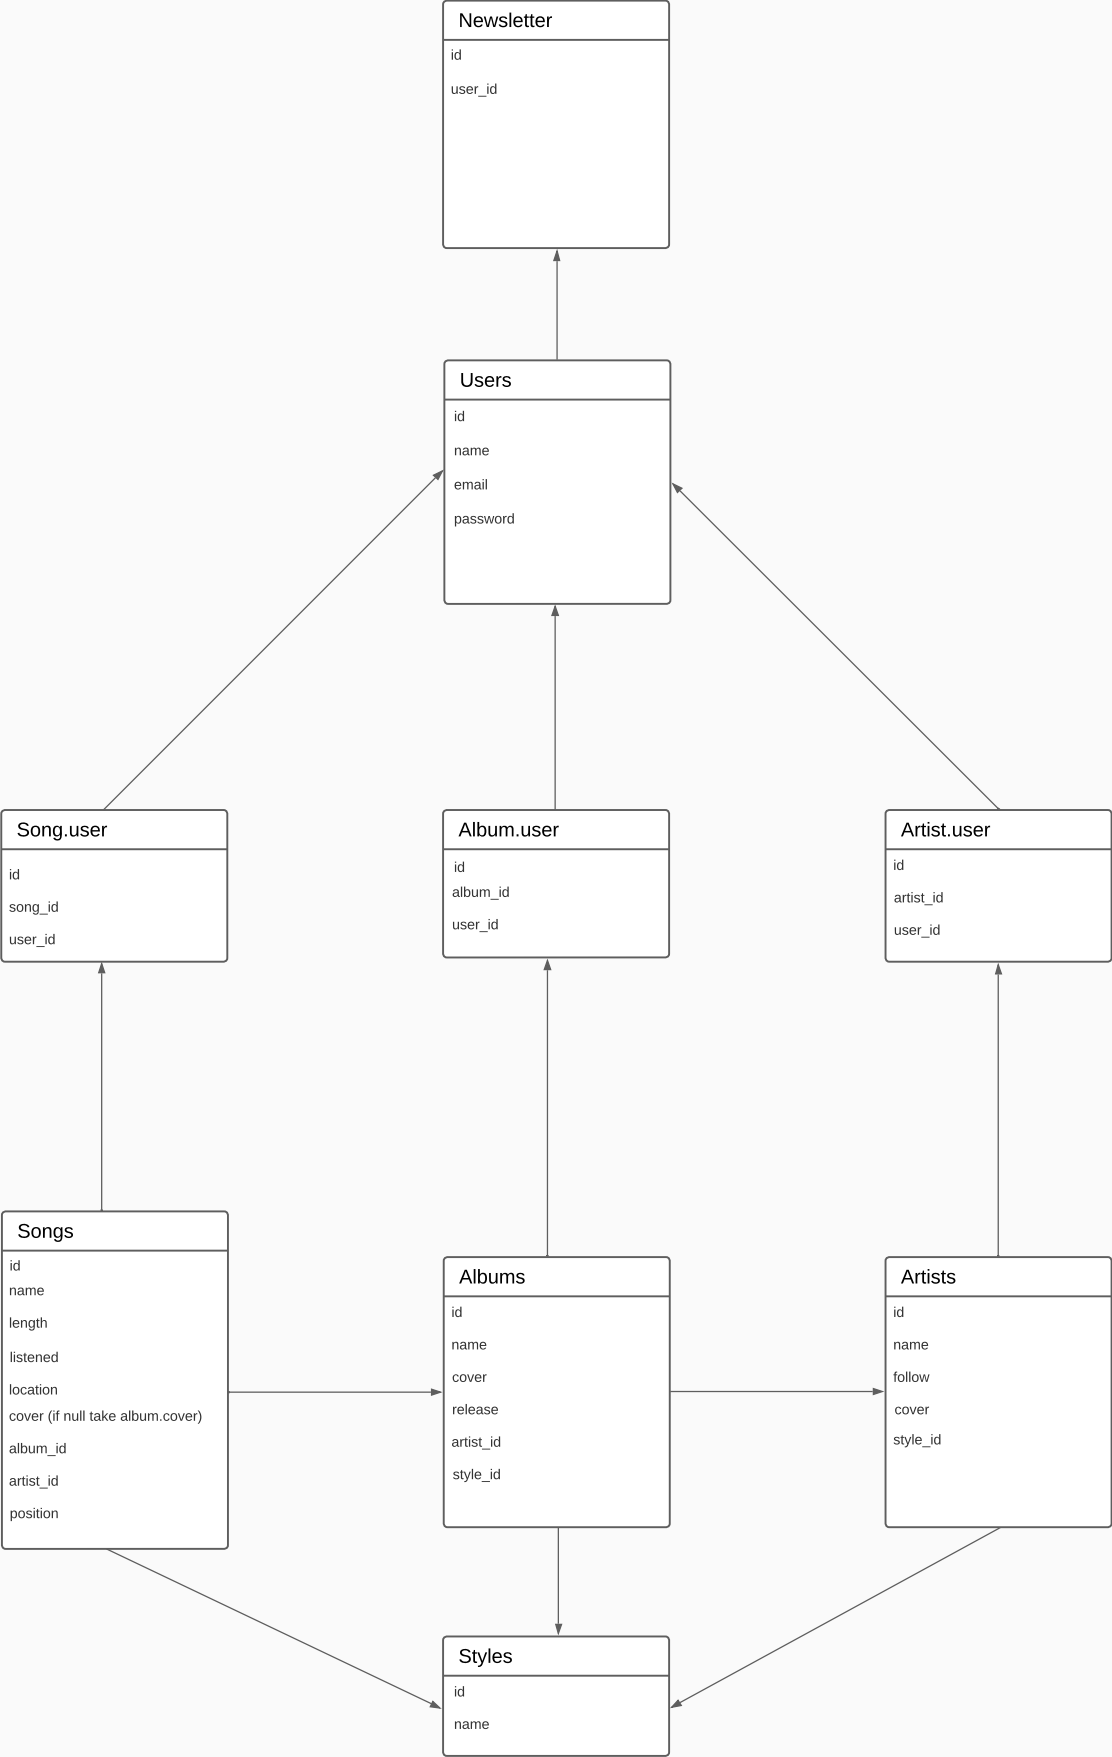 Newsletter
id
user_id
Users
id
name
email
password
Song.user
id
song_id
user_id
Album.user
id
album_id
user_id
Artist.user
id
artist_id
user_id
Songs
id
name
length
listened
location
cover (if null take album.cover)
album_id
artist_id
position
Albums
id
name
cover
release
artist_id
style_id
Artists
id
name
follow
cover
style_id
Styles
id
name